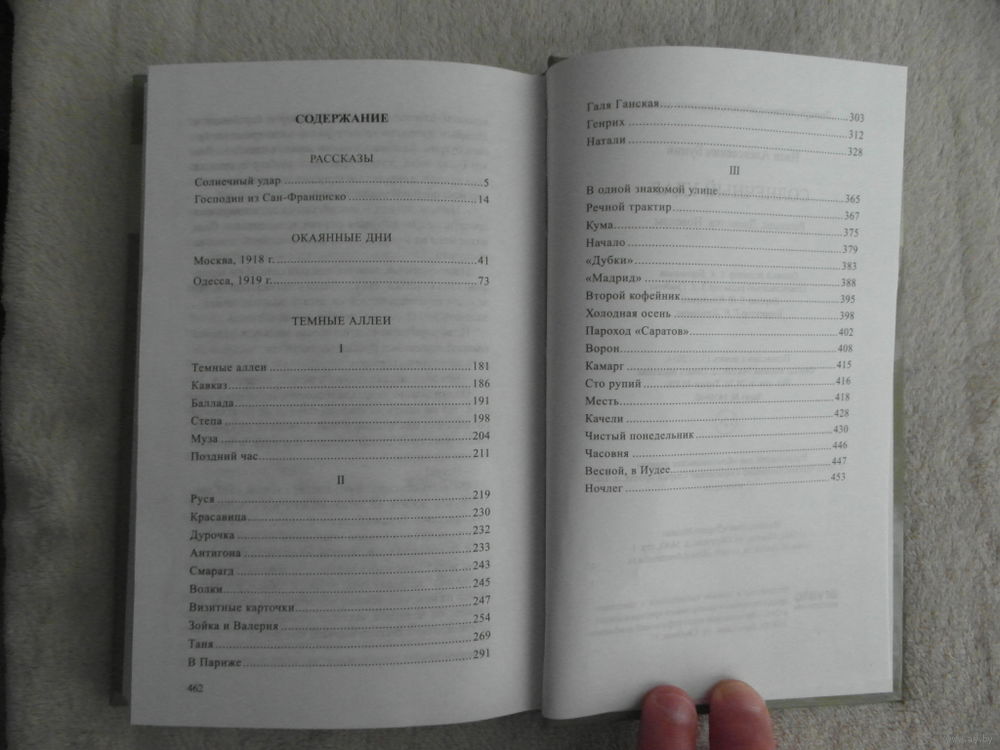 СОДЕРЖАНИЕ
РАССКАЗЫ
Солнечный удар 5
Господин из Сан-Франциско 14
ОКАЯННЫЕ ДНИ
Москва, 1918 г. 41
Одесса, 1919 г. 73
ТЕМНЫЕ АЛЛЕИ
I
Темные аллеи 181
Кавказ 186
Баллада 191
Степа 198
Муза 204
Поздний час 211
II
Руся 219
Красавица 230
Дурочка 232
Антигона 233
Смарагд 243
Волки 245
Визитные карточки 247
Зойка и Валерия 254
Таня 269
В Париже 291
462
Галя Ганская 303
Генрих 312
Натали 328
III
В одной знакомой улице 365
Речной трактир 367
Кума 375
Начало 379
«Дубки» 383
«Мадрид» 388
Второй кофейник 395
Холодная осень 398
Пароход «Саратов» 402
Ворон 408
Камарг 415
Сто рупий 416
Месть 418
Качели 428
Чистый понедельник 430
Часовня 446
Весной, в Иудее 447
Ночлег 453